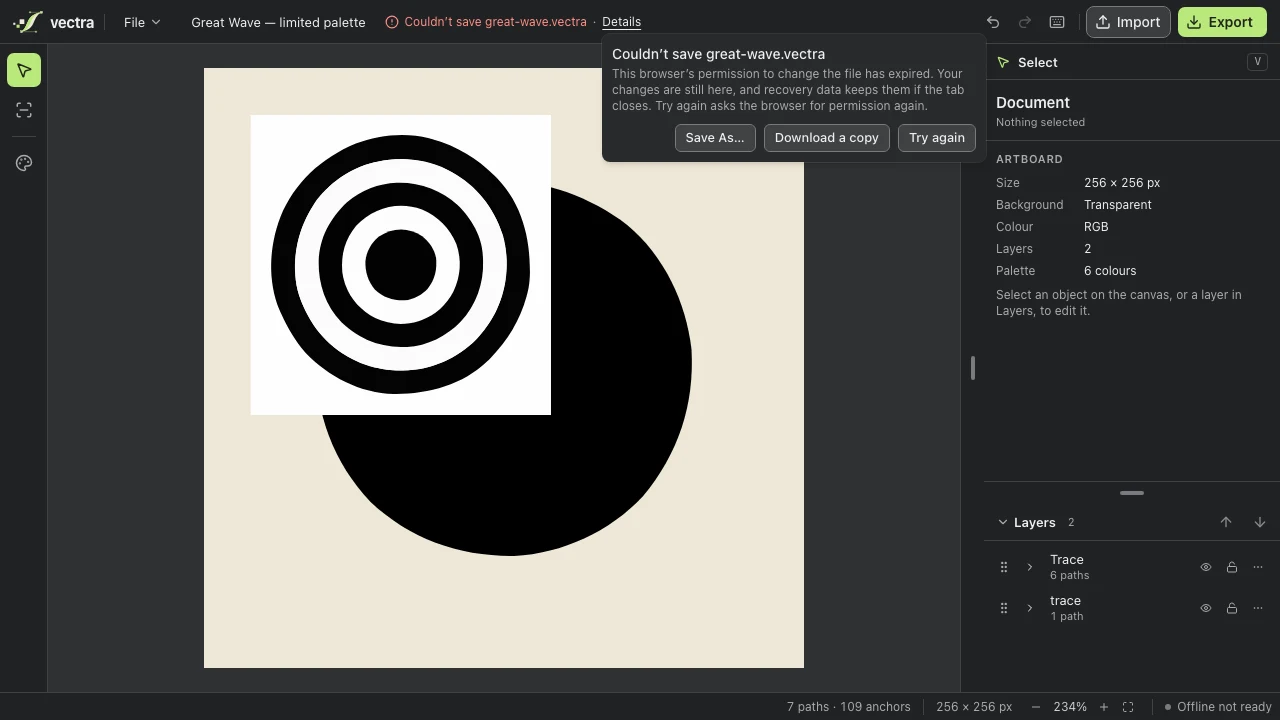 vectra
File
Great Wave — limited palette
Couldn’t save great-wave.vectra · Details
Import
Export
Couldn’t save great-wave.vectra
This browser’s permission to change the file has expired. Your
changes are still here, and recovery data keeps them if the tab
closes. Try again asks the browser for permission again.
Save As…
Download a copy
Try again
Select
V
Document
Nothing selected
ARTBOARD
Size 256 × 256 px
Background Transparent
Colour RGB
Layers 2
Palette 6 colours
Select an object on the canvas, or a layer in
Layers, to edit it.
Layers 2
Trace
6 paths
trace
1 path
7 paths · 109 anchors
256 × 256 px
234%
Offline not ready